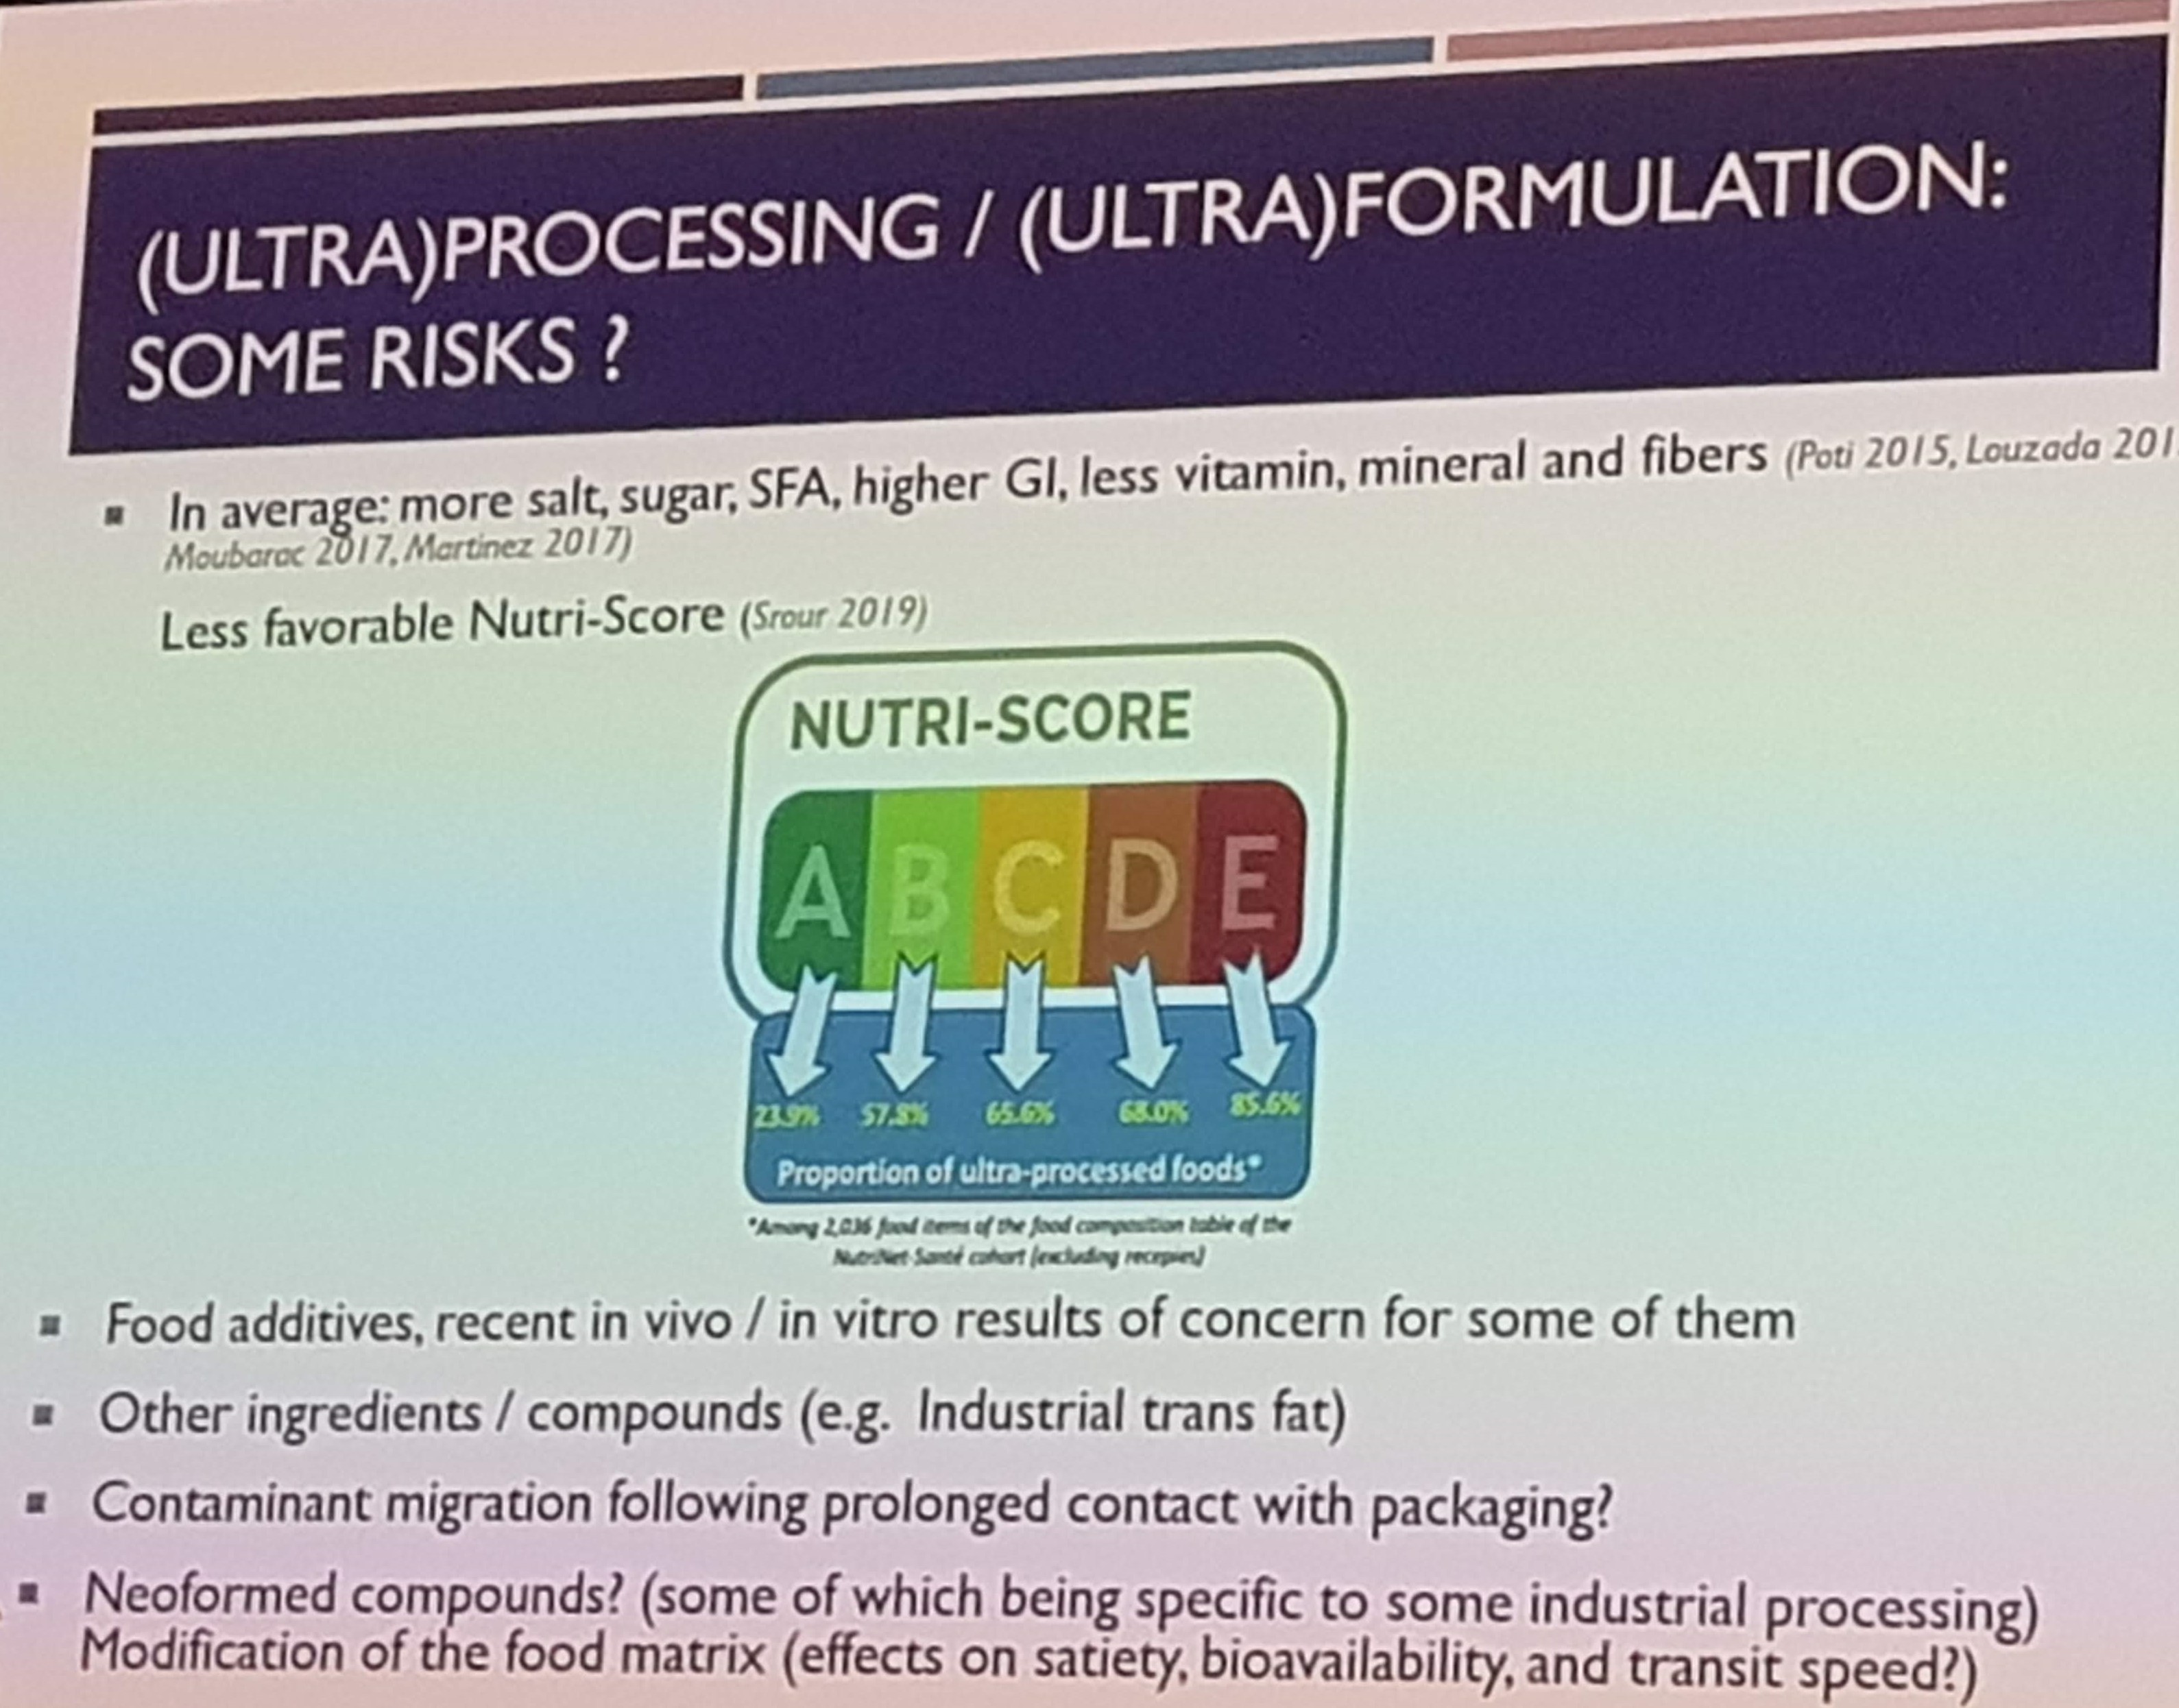 (ULTRA)PROCESSING / (ULTRA)FORMULATION:
SOME RISKS ?
▪ In average: more salt, sugar, SFA, higher GI, less vitamin, mineral and fibers (Poti 2015, Louzada 201
Moubarac 2017, Martinez 2017)
Less favorable Nutri-Score (Srour 2019)
NUTRI-SCORE
A B C D E
23.9% 57.8% 65.6% 68.0% 85.6%
Proportion of ultra-processed foods*
*Among 2,036 food items of the food composition table of the
NutriNet-Santé cohort (excluding
▪ Food additives, recent in vivo / in vitro results of concern for some of them
▪ Other ingredients / compounds (e.g. Industrial trans fat)
▪ Contaminant migration following prolonged contact with packaging?
▪ Neoformed compounds? (some of which being specific to some industrial processing)
Modification of the food matrix (effects on satiety, bioavailability, and transit speed?)